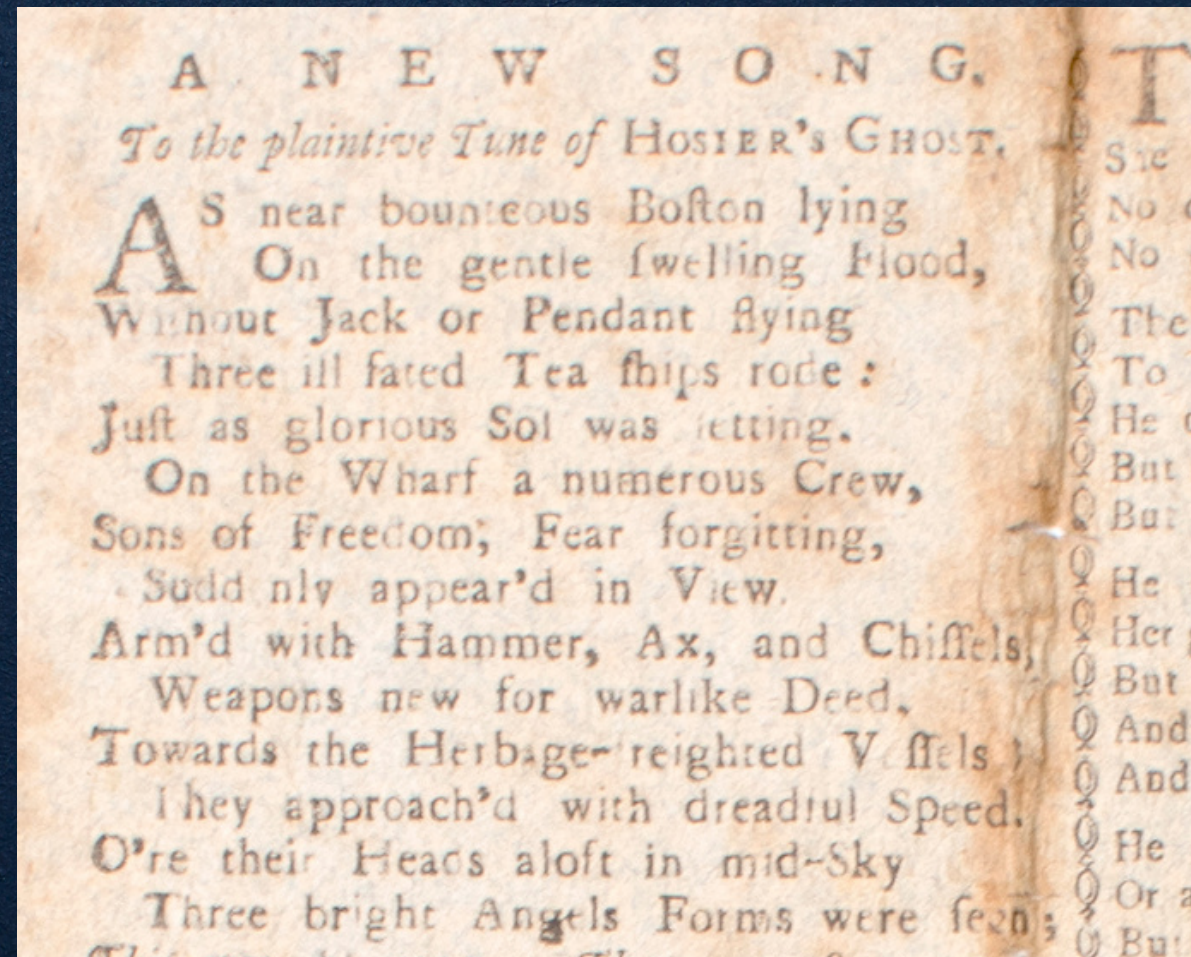 A NEW SONG.
To the plaintive Tune of HOSIER's GHOST.
AS near bounteous Boſton lying
On the gentle ſwelling Flood,
Without Jack or Pendant flying
Three ill fated Tea ſhips rode :
Juſt as glorious Sol was ſetting.
On the Wharf a numerous Crew,
Sons of Freedom, Fear forgitting,
Suddenly appear'd in View.
Arm'd with Hammer, Ax, and Chiſſels,
Weapons new for warlike Deed,
Towards the Herbage-freighted Veſſels ;
They approach'd with dreadful Speed.
O're their Heads aloft in mid-Sky
Three bright Angels Forms were ſeen;
T
She
No
No
The
To
He
But
But
He
Her
But
And
And
He
Or a
But